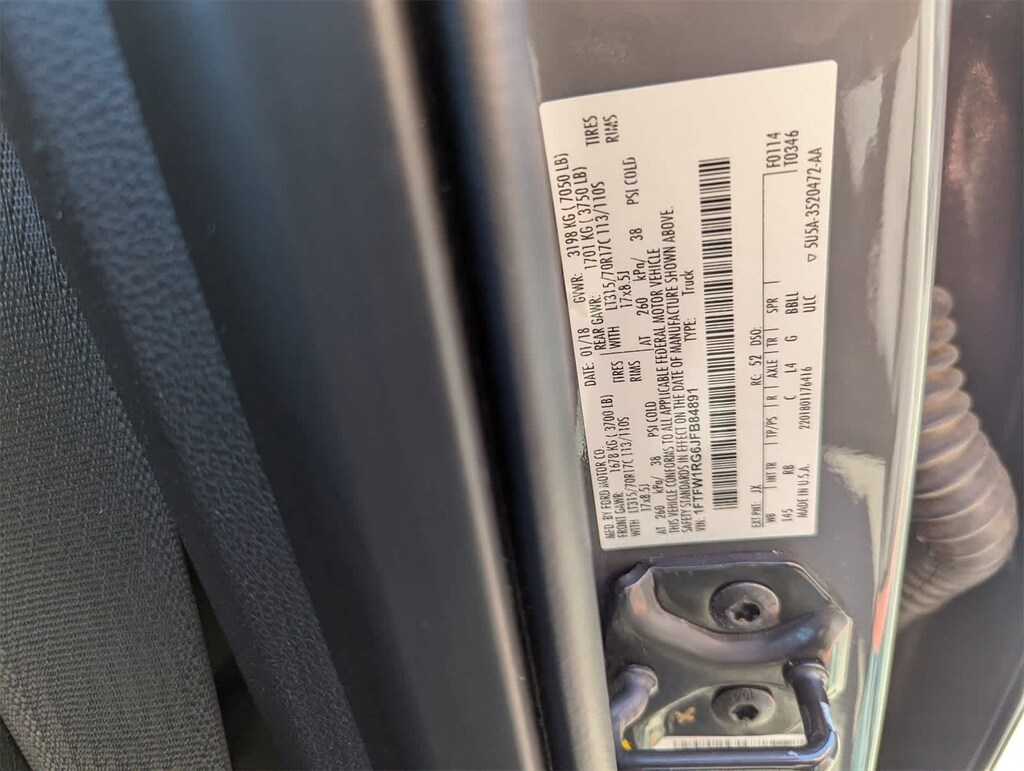 MFD. BY FORD MOTOR CO. DATE: 01/18 GVWR: 3198 KG ( 7050 LB)
FRONT GAWR: 1678 KG ( 3700 LB) REAR GAWR: 1701 KG ( 3750 LB)
WITH LT315/70R17C 113/110S TIRES WITH LT315/70R17C 113/110S TIRES
17x8.5J RIMS 17x8.5J RIMS
AT 260 kPa/ 38 PSI COLD AT 260 kPa/ 38 PSI COLD
THIS VEHICLE CONFORMS TO ALL APPLICABLE FEDERAL MOTOR VEHICLE
SAFETY STANDARDS IN EFFECT ON THE DATE OF MANUFACTURE SHOWN ABOVE.
VIN: 1FTFW1RG6JFB84891 TYPE: Truck
EXT PNT: JX RC: 52 DSO: F0114
WB INT TR TP/PS R AXLE TR SPR T0346
145 RB C L4 G BBLL
MADE IN U.S.A. 2201801176416 ULC
5U5A-3520472-AA